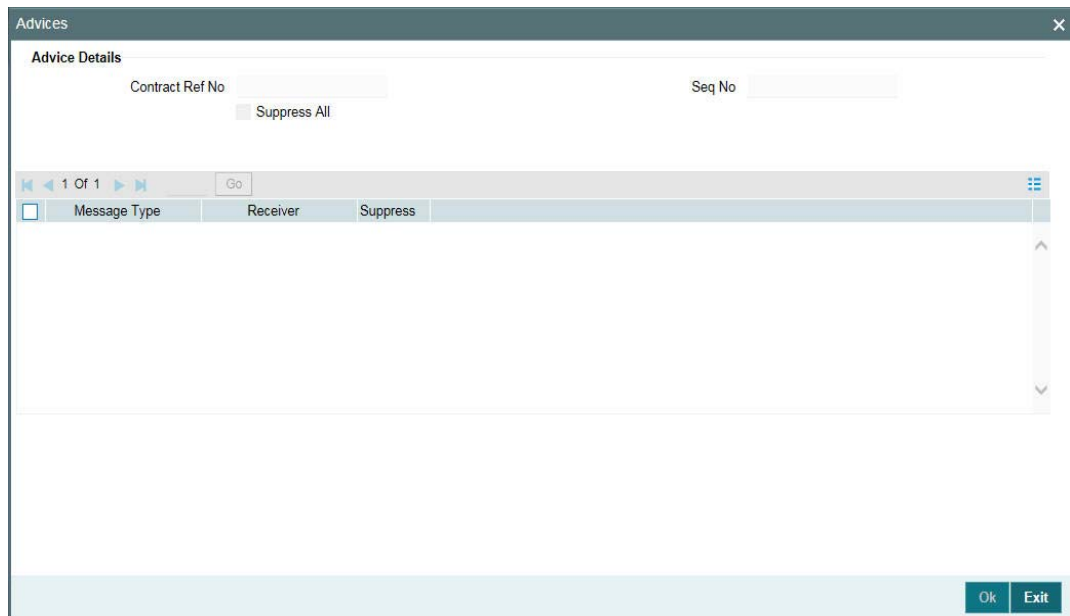 Advices
Advice Details
Contract Ref No
Seq No
Suppress All
1 Of 1 Go
Message Type Receiver Suppress
Ok Exit